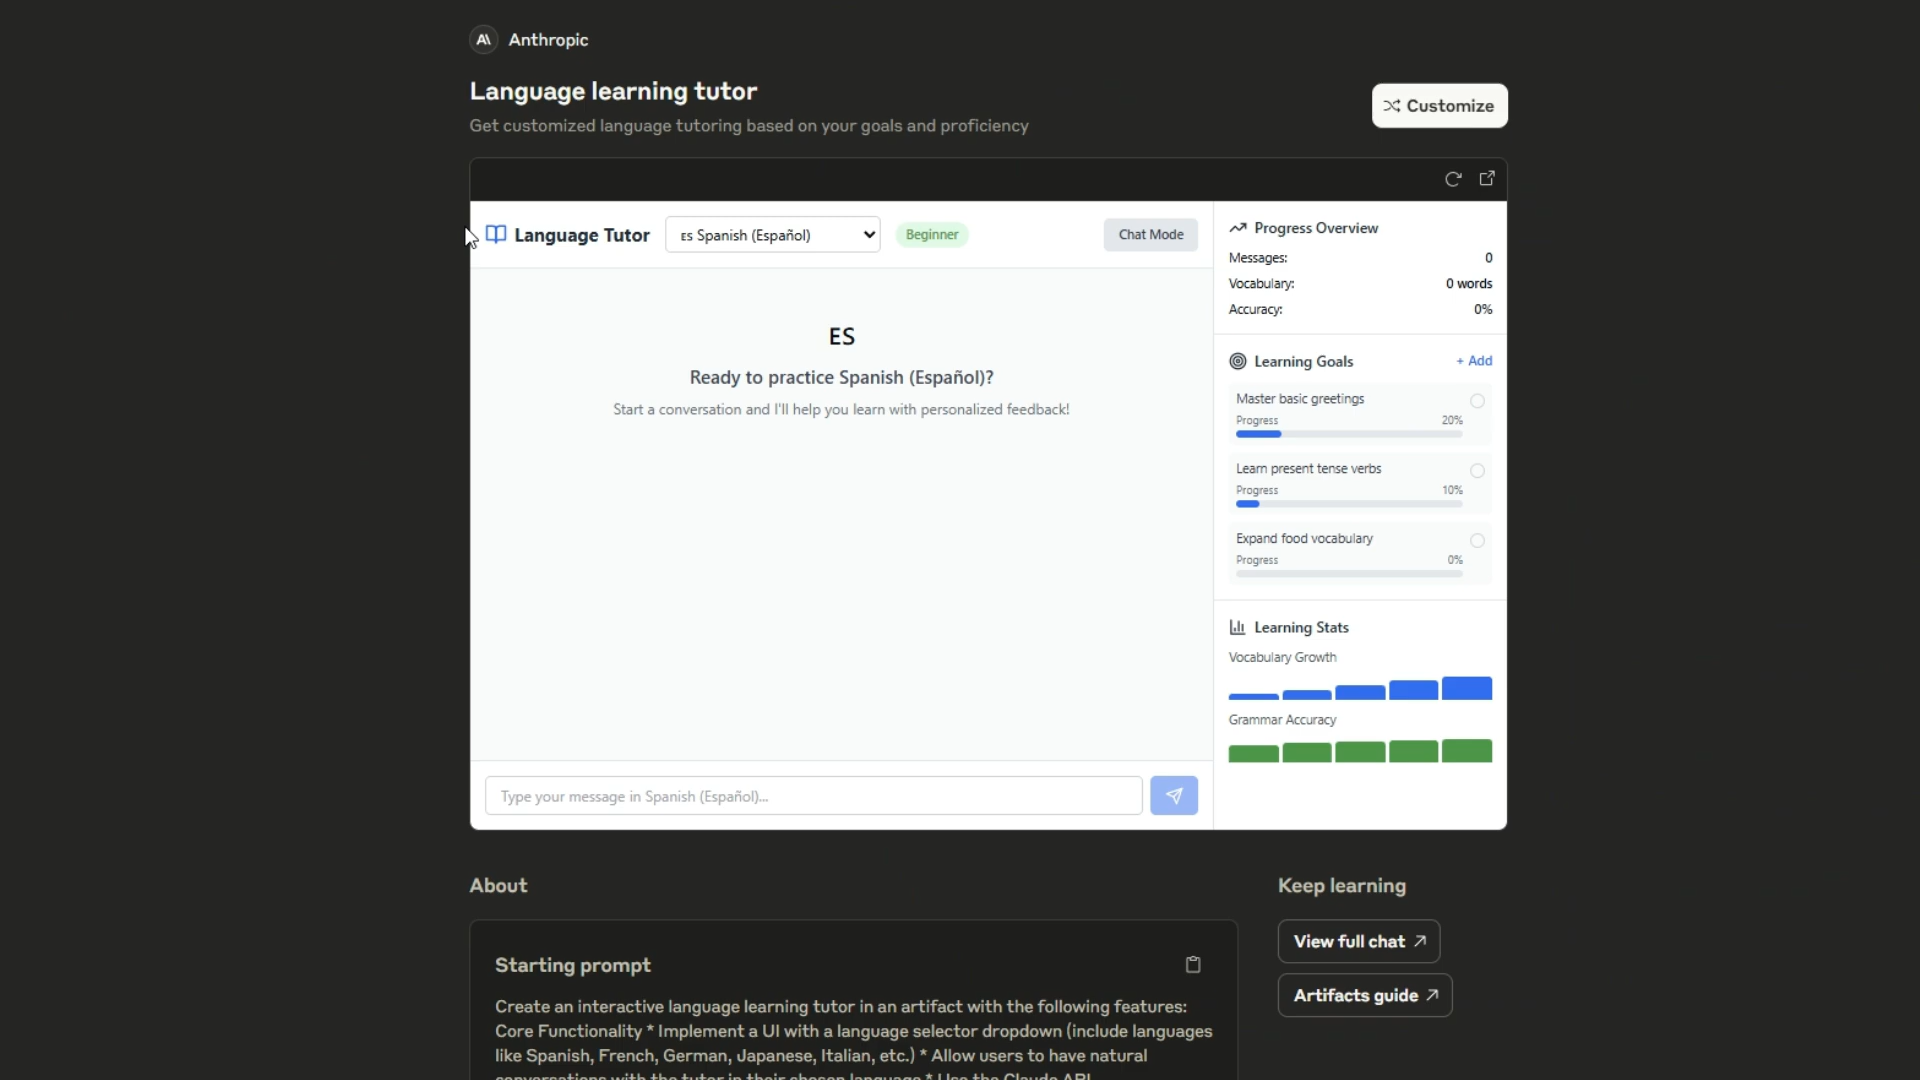 Anthropic
Language learning tutor
Get customized language tutoring based on your goals and proficiency
Customize
Language Tutor
ES Spanish (Español)
Beginner
Chat Mode
ES
Ready to practice Spanish (Español)?
Start a conversation and I'll help you learn with personalized feedback!
Type your message in Spanish (Español)...
Progress Overview
Messages: 0
Vocabulary: 0 words
Accuracy: 0%
Learning Goals + Add
Master basic greetings
Progress 20%
Learn present tense verbs
Progress 10%
Expand food vocabulary
Progress 0%
Learning Stats
Vocabulary Growth
Grammar Accuracy
About
Starting prompt
Create an interactive language learning tutor in an artifact with the following features:
Core Functionality * Implement a UI with a language selector dropdown (include languages
like Spanish, French, German, Japanese, Italian, etc.) * Allow users to have natural
conversations with the tutor in their chosen language * Use the Claude API
Keep learning
View full chat
Artifacts guide